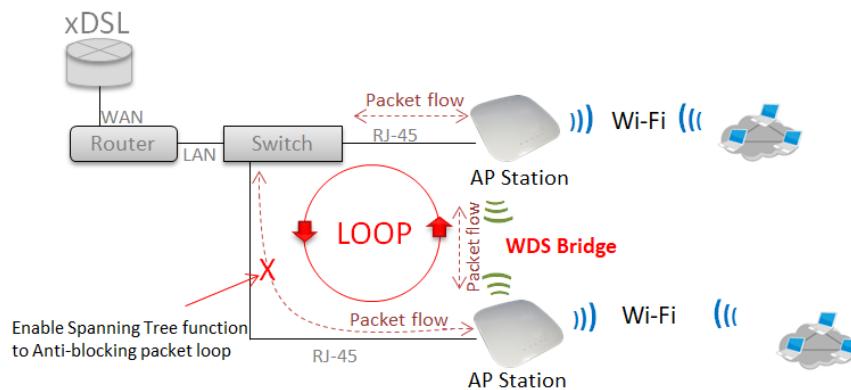 xDSL
WAN
Router
LAN
Switch
Packet flow
RJ-45
AP Station
Wi-Fi
LOOP
Packet flow
WDS Bridge
X
Enable Spanning Tree function
to Anti-blocking packet loop
Packet flow
RJ-45
AP Station
Wi-Fi